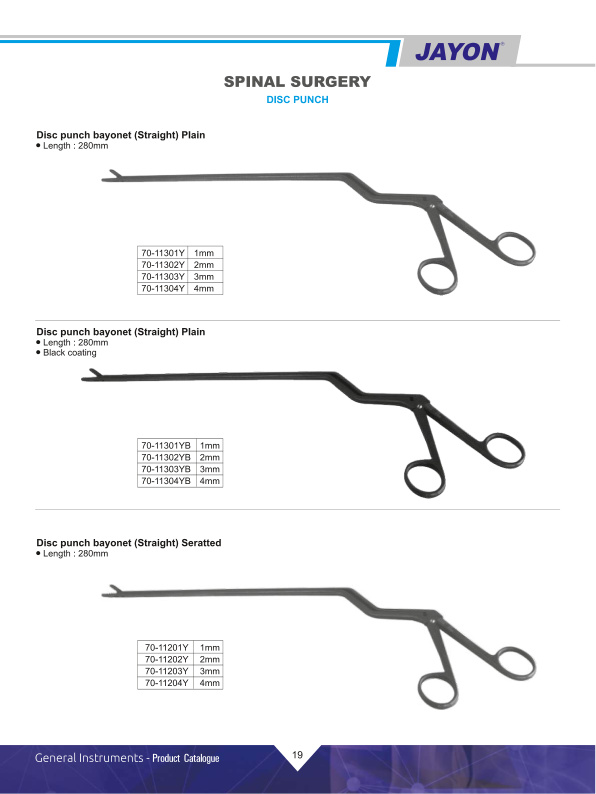 JAYON®
SPINAL SURGERY
DISC PUNCH
Disc punch bayonet (Straight) Plain
● Length : 280mm
70-11301Y 1mm
70-11302Y 2mm
70-11303Y 3mm
70-11304Y 4mm
Disc punch bayonet (Straight) Plain
● Length : 280mm
● Black coating
70-11301YB 1mm
70-11302YB 2mm
70-11303YB 3mm
70-11304YB 4mm
Disc punch bayonet (Straight) Seratted
● Length : 280mm
70-11201Y 1mm
70-11202Y 2mm
70-11203Y 3mm
70-11204Y 4mm
General Instruments - Product Catalogue
19